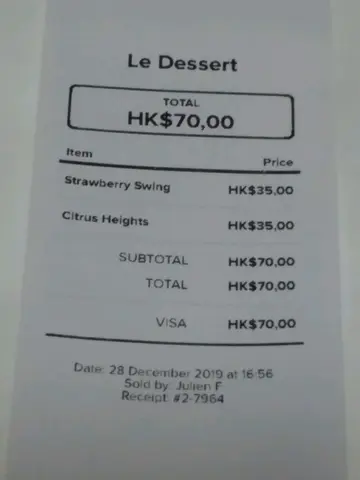 Le Dessert
TOTAL
HK$70,00
Item Price
Strawberry Swing HK$35,00
Citrus Heights HK$35,00
SUBTOTAL HK$70,00
TOTAL HK$70,00
VISA HK$70,00
Date: 28 December 2019 at 16:56
Sold by: Julien F
Receipt: #2-7964